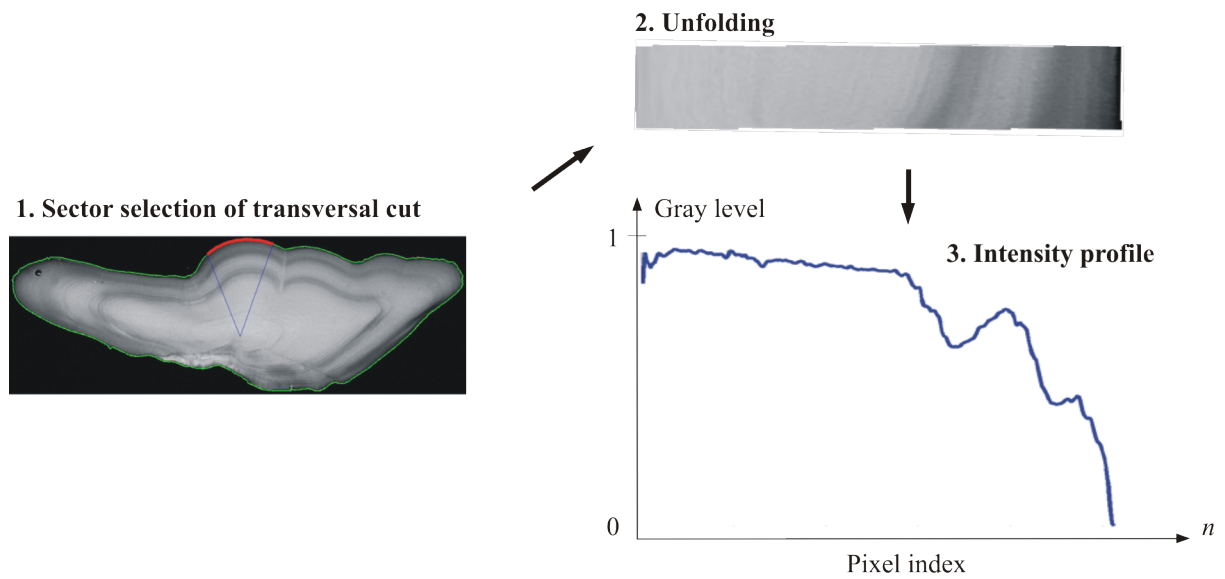 2. Unfolding
1. Sector selection of transversal cut
Gray level
1
3. Intensity profile
0
n
Pixel index